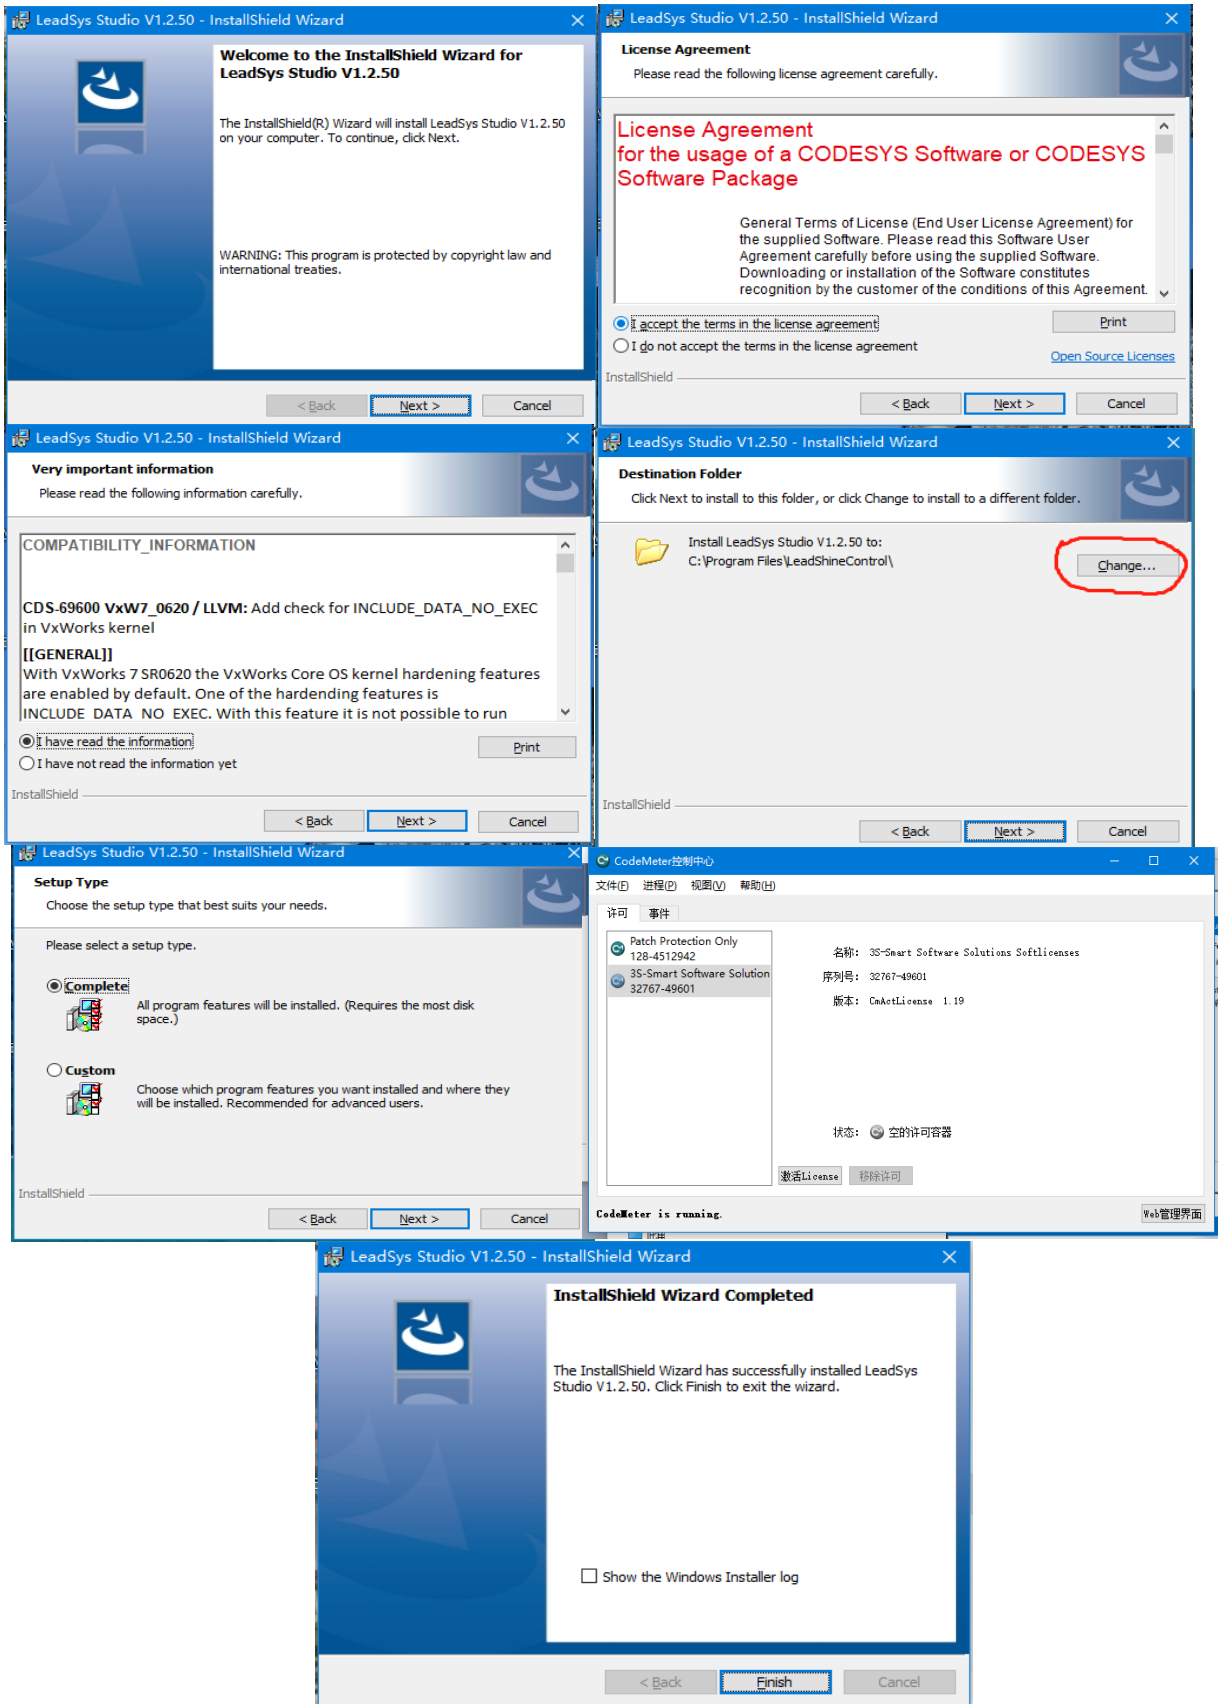 LeadSys Studio V1.2.50 - InstallShield Wizard
Welcome to the InstallShield Wizard for
LeadSys Studio V1.2.50
The InstallShield(R) Wizard will install LeadSys Studio V1.2.50
on your computer. To continue, click Next.
WARNING: This program is protected by copyright law and
international treaties.
< Back
Next >
Cancel
LeadSys Studio V1.2.50 - InstallShield Wizard
License Agreement
Please read the following license agreement carefully.
License Agreement
for the usage of a CODESYS Software or CODESYS
Software Package
General Terms of License (End User License Agreement) for
the supplied Software. Please read this Software User
Agreement carefully before using the supplied Software.
Downloading or installation of the Software constitutes
recognition by the customer of the conditions of this Agreement.
I accept the terms in the license agreement
Print
I do not accept the terms in the license agreement
Open Source Licenses
InstallShield
< Back
Next >
Cancel
LeadSys Studio V1.2.50 - InstallShield Wizard
Very important information
Please read the following information carefully.
COMPATIBILITY_INFORMATION
CDS-69600 VxW7_0620 / LLVM: Add check for INCLUDE_DATA_NO_EXEC
in VxWorks kernel
[[GENERAL]]
With VxWorks 7 SR0620 the VxWorks Core OS kernel hardening features
are enabled by default. One of the hardending features is
INCLUDE_DATA_NO_EXEC. With this feature it is not possible to run
I have read the information
Print
I have not read the information yet
InstallShield
< Back
Next >
Cancel
LeadSys Studio V1.2.50 - InstallShield Wizard
Destination Folder
Click Next to install to this folder, or click Change to install to a different folder.
Install LeadSys Studio V1.2.50 to:
C:\Program Files\LeadShineControl\
Change...
InstallShield
< Back
Next >
Cancel
LeadSys Studio V1.2.50 - InstallShield Wizard
Setup Type
Choose the setup type that best suits your needs.
Please select a setup type.
Complete
All program features will be installed. (Requires the most disk
space.)
Custom
Choose which program features you want installed and where they
will be installed. Recommended for advanced users.
InstallShield
< Back
Next >
Cancel
CodeMeter控制中心
文件(F) 进程(P) 视图(V) 帮助(H)
许可 事件
Patch Protection Only
128-4512942
3S-Smart Software Solution
32767-49601
名称: 3S-Smart Software Solutions Softlicenses
序列号: 32767-49601
版本: CmActLicense 1.19
状态: 空的许可容器
激活License 移除许可
CodeMeter is running.
Web管理界面
LeadSys Studio V1.2.50 - InstallShield Wizard
InstallShield Wizard Completed
The InstallShield Wizard has successfully installed LeadSys
Studio V1.2.50. Click Finish to exit the wizard.
Show the Windows Installer log
< Back
Finish
Cancel